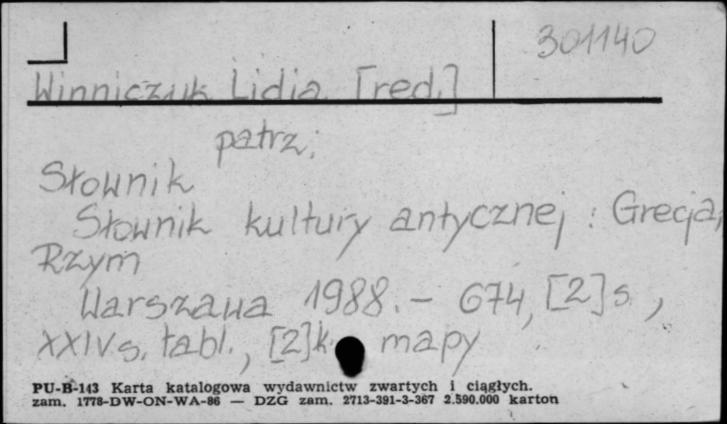 301140
Winniczuk Lidia [red.]
patrz:
Słownik
Słownik kultury antycznej : Grecja,
Rzym
Warszawa 1988. - 674, [2] s.,
XXIV s. tabl., [2] k. mapy
PU-B-143 Karta katalogowa wydawnictw zwartych i ciągłych.
zam. 1778-DW-ON-WA-86 — DZG zam. 2713-391-3-367 2.590.000 karton